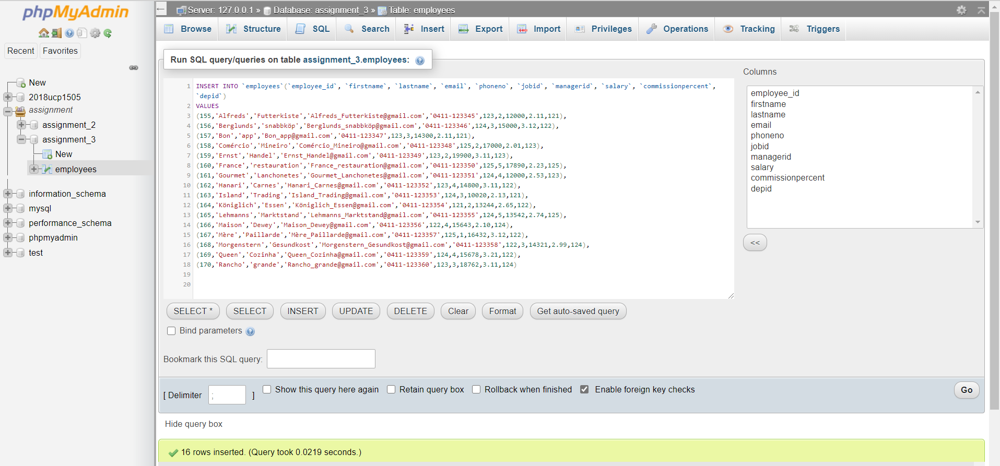 phpMyAdmin
Recent Favorites
New
2018ucp1505
assignment
assignment_2
assignment_3
New
employees
information_schema
mysql
performance_schema
phpmyadmin
test
Server: 127.0.0.1 » Database: assignment_3 » Table: employees
Browse Structure SQL Search Insert Export Import Privileges Operations Tracking Triggers
Run SQL query/queries on table assignment_3.employees:
1 INSERT INTO `employees`(`employee_id`, `firstname`, `lastname`, `email`, `phoneno`, `jobid`, `managerid`, `salary`, `commissionpercent`,
`depid`)
2 VALUES
3 (155,'Alfreds','Futterkiste','Alfreds_Futterkiste@gmail.com','0411-123345',123,2,12000,2.11,121),
4 (156,'Berglunds','snabbköp','Berglunds_snabbköp@gmail.com','0411-123346',124,3,15000,3.12,122),
5 (157,'Bon','app','Bon_app@gmail.com','0411-123347',123,3,14300,2.11,121),
6 (158,'Comércio','Mineiro','Comércio_Mineiro@gmail.com','0411-123348',125,2,17000,2.01,123),
7 (159,'Ernst','Handel','Ernst_Handel@gmail.com','0411-123349',123,2,19900,3.11,123),
8 (160,'France','restauration','France_restauration@gmail.com','0411-123350',125,5,17890,2.23,125),
9 (161,'Gourmet','Lanchonetes','Gourmet_Lanchonetes@gmail.com','0411-123351',124,4,12000,2.53,123),
10 (162,'Hanari','Carnes','Hanari_Carnes@gmail.com','0411-123352',123,4,14800,3.11,122),
11 (163,'Island','Trading','Island_Trading@gmail.com','0411-123353',124,3,10020,2.13,121),
12 (164,'Königlich','Essen','Königlich_Essen@gmail.com','0411-123354',121,2,13244,2.65,122),
13 (165,'Lehmanns','Marktstand','Lehmanns_Marktstand@gmail.com','0411-123355',124,5,13542,2.74,125),
14 (166,'Maison','Dewey','Maison_Dewey@gmail.com','0411-123356',122,4,15643,2.10,124),
15 (167,'Mère','Paillarde','Mère_Paillarde@gmail.com','0411-123357',125,1,16432,3.12,122),
16 (168,'Morgenstern','Gesundkost','Morgenstern_Gesundkost@gmail.com','0411-123358',122,3,14321,2.99,124),
17 (169,'Queen','Cozinha','Queen_Cozinha@gmail.com','0411-123359',124,4,15678,3.21,122),
18 (170,'Rancho','grande','Rancho_grande@gmail.com','0411-123360',123,3,18762,3.11,124)
19
20
Columns
employee_id
firstname
lastname
email
phoneno
jobid
managerid
salary
commissionpercent
depid
<<
SELECT * SELECT INSERT UPDATE DELETE Clear Format Get auto-saved query
Bind parameters
Bookmark this SQL query:
[ Delimiter ; ] Show this query here again Retain query box Rollback when finished Enable foreign key checks Go
Hide query box
16 rows inserted. (Query took 0.0219 seconds.)